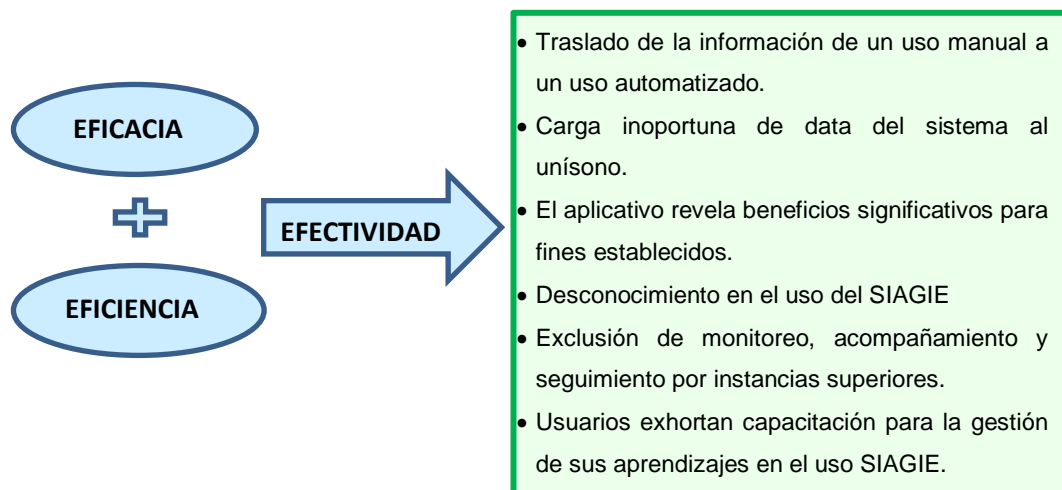 EFICACIA
EFICIENCIA
EFECTIVIDAD
• Traslado de la información de un uso manual a
un uso automatizado.
• Carga inoportuna de data del sistema al
unísono.
• El aplicativo revela beneficios significativos para
fines establecidos.
• Desconocimiento en el uso del SIAGIE
• Exclusión de monitoreo, acompañamiento y
seguimiento por instancias superiores.
• Usuarios exhortan capacitación para la gestión
de sus aprendizajes en el uso SIAGIE.